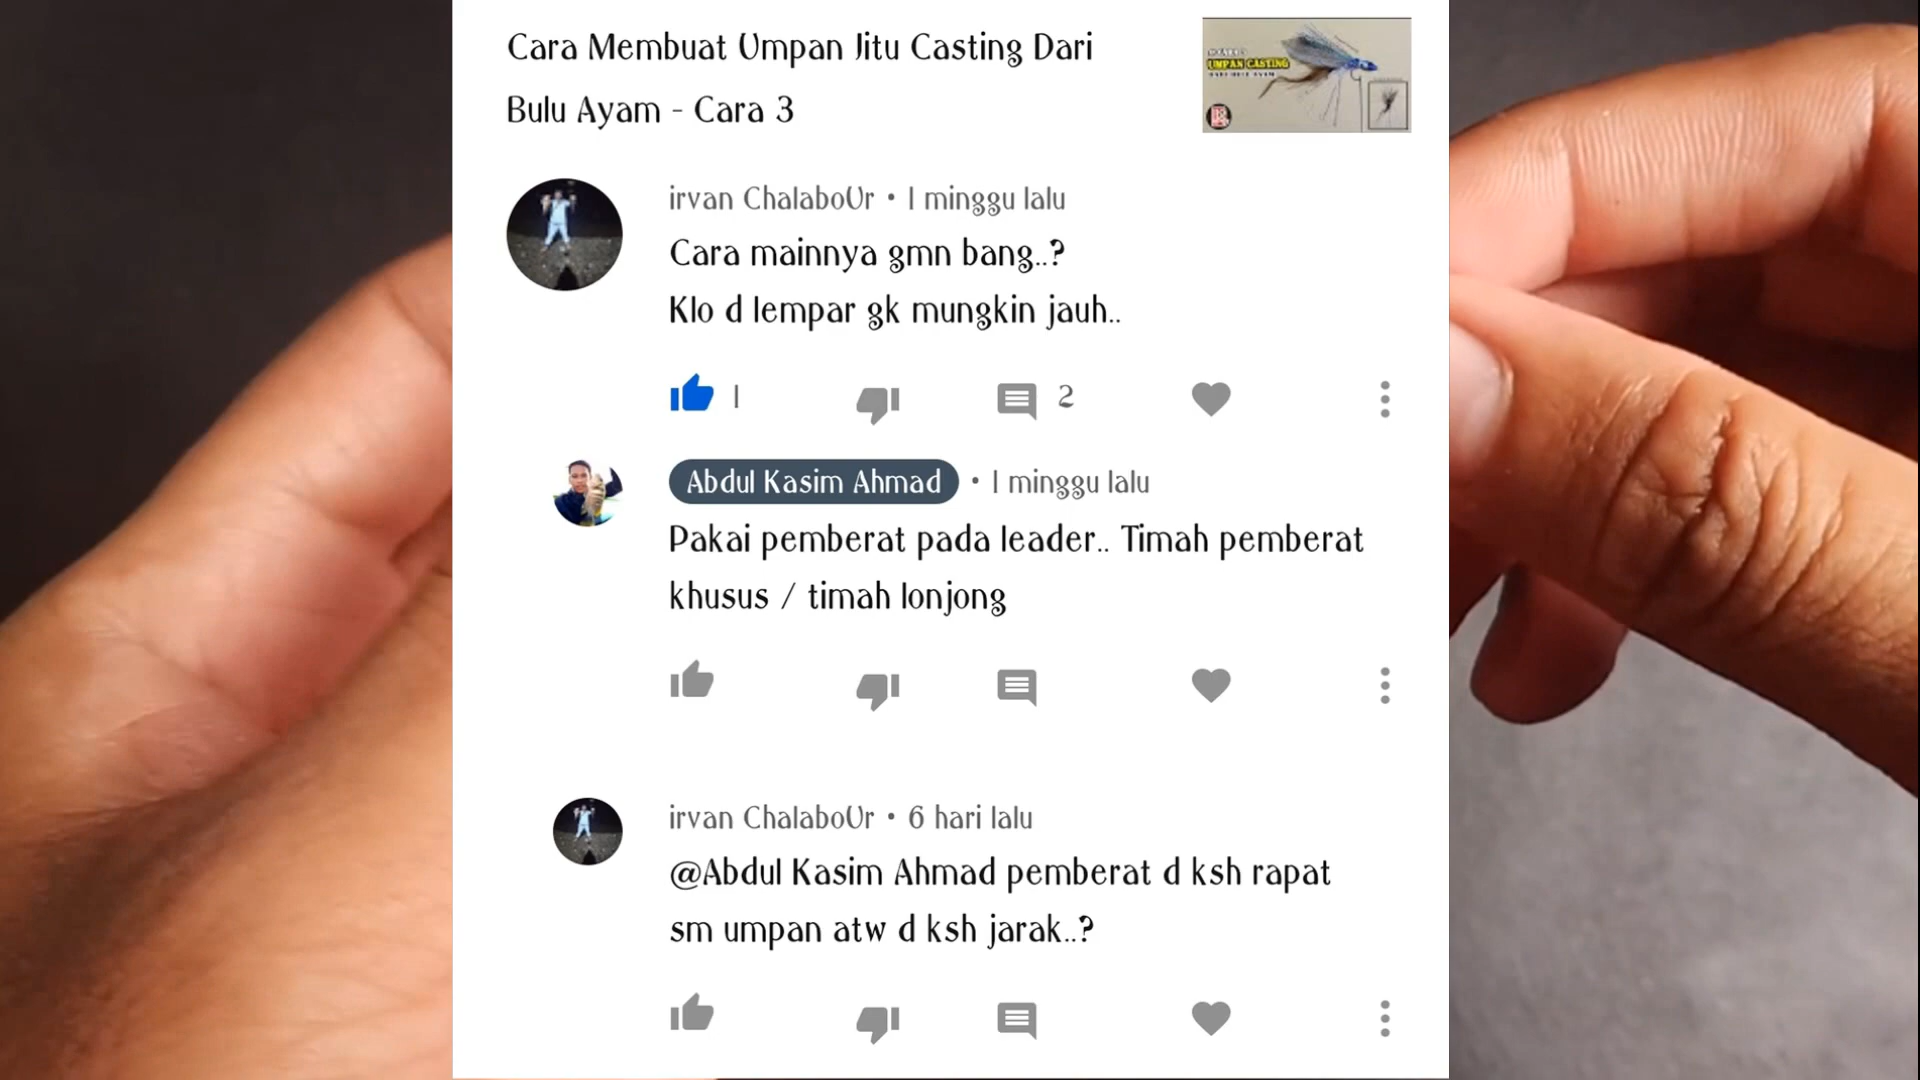 Cara Membuat Umpan Jitu Casting Dari
Bulu Ayam - Cara 3
UMPAN CASTING
irvan ChalaboUr • 1 minggu lalu
Cara mainnya gmn bang..?
Klo d lempar gk mungkin jauh..
1
2
Abdul Kasim Ahmad • 1 minggu lalu
Pakai pemberat pada leader.. Timah pemberat
khusus / timah lonjong
irvan ChalaboUr • 6 hari lalu
@Abdul Kasim Ahmad pemberat d ksh rapat
sm umpan atw d ksh jarak..?